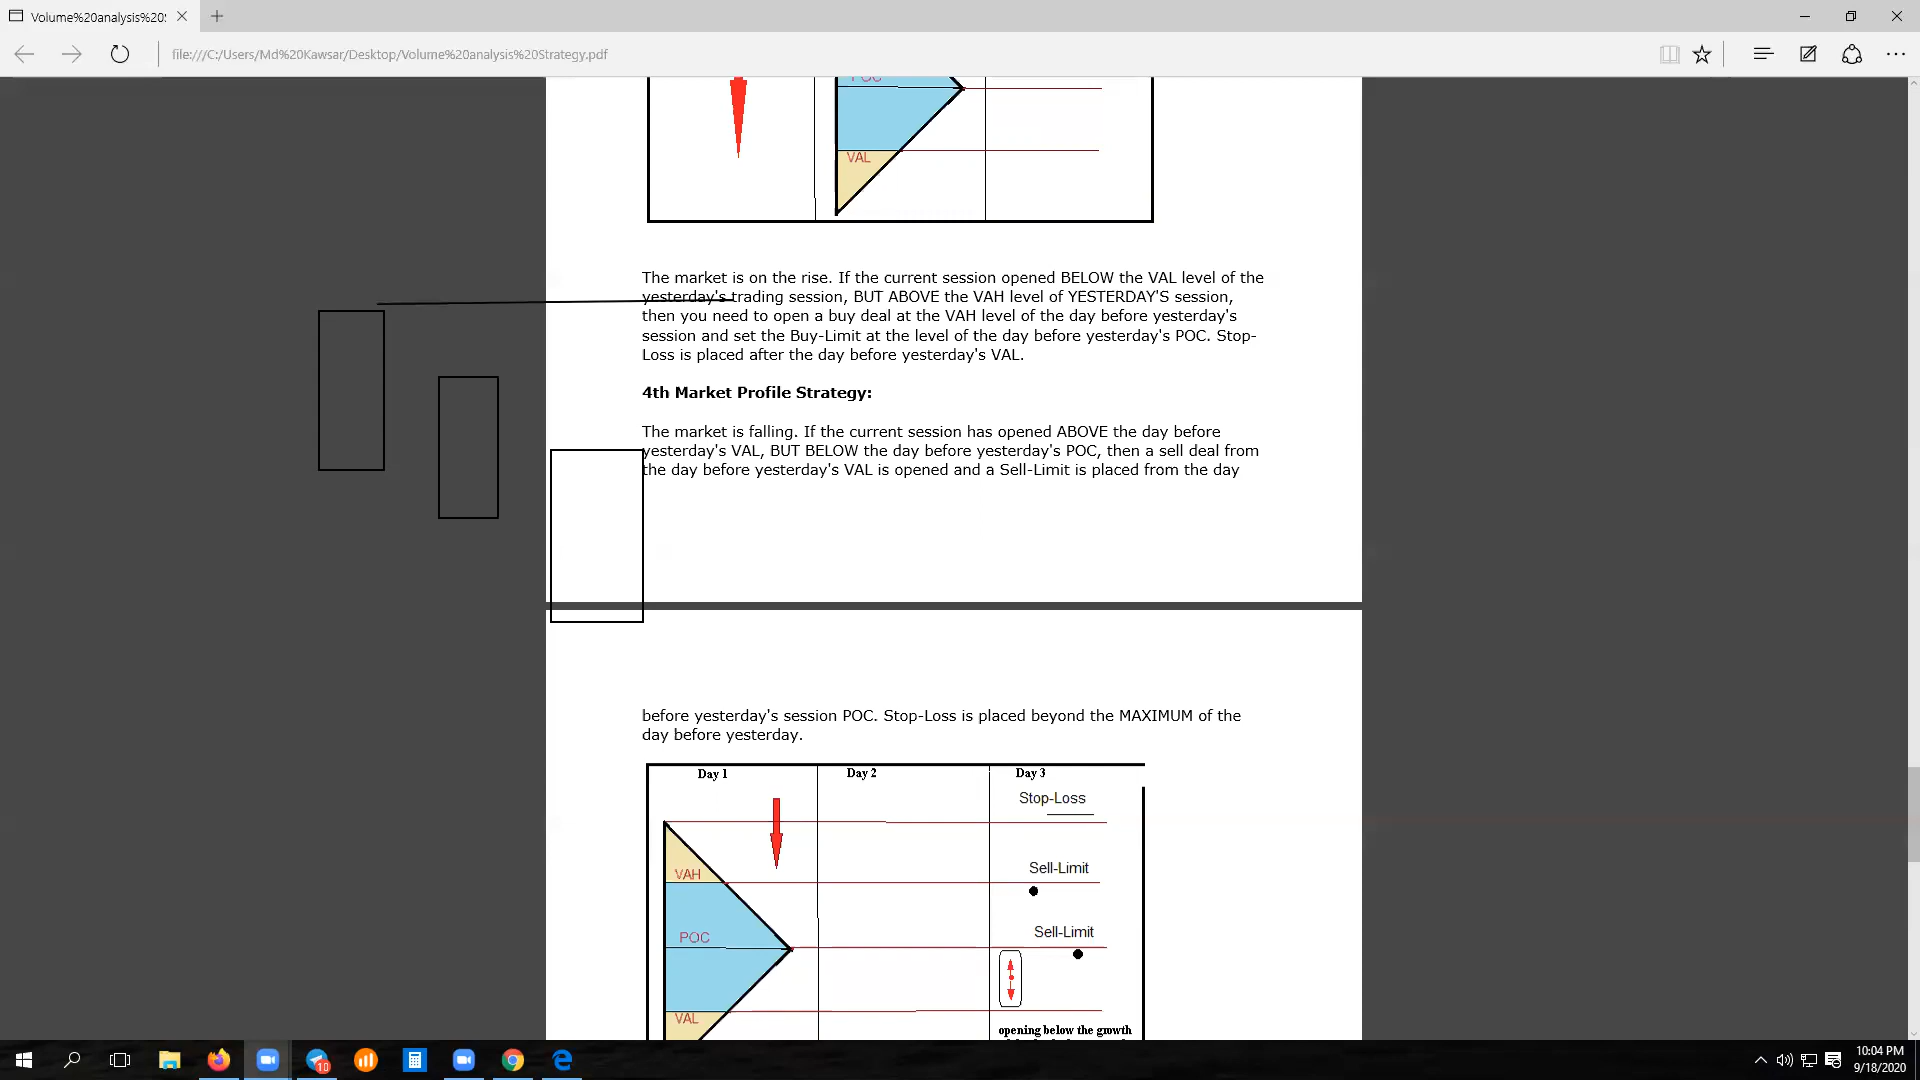 Volume%20analysis%20S
file:///C:/Users/Md%20Kawsar/Desktop/Volume%20analysis%20Strategy.pdf
POC
VAL
The market is on the rise. If the current session opened BELOW the VAL level of the
yesterday's trading session, BUT ABOVE the VAH level of YESTERDAY'S session,
then you need to open a buy deal at the VAH level of the day before yesterday's
session and set the Buy-Limit at the level of the day before yesterday's POC. Stop-
Loss is placed after the day before yesterday's VAL.
4th Market Profile Strategy:
The market is falling. If the current session has opened ABOVE the day before
yesterday's VAL, BUT BELOW the day before yesterday's POC, then a sell deal from
the day before yesterday's VAL is opened and a Sell-Limit is placed from the day
before yesterday's session POC. Stop-Loss is placed beyond the MAXIMUM of the
day before yesterday.
Day 1 Day 2 Day 3
Stop-Loss
VAH Sell-Limit
POC Sell-Limit
VAL
opening below the growth
10
10:04 PM
9/18/2020